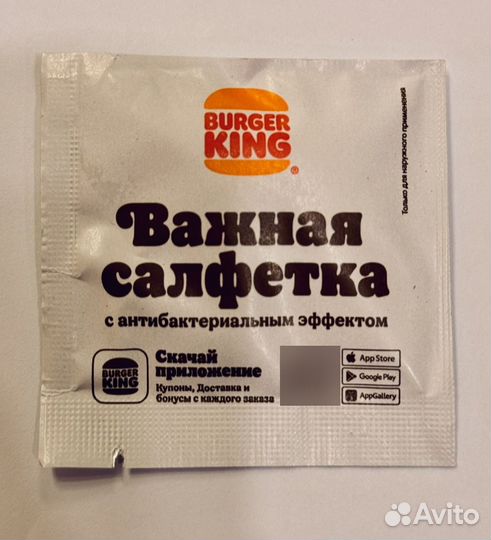 BURGER
KING
®
Только для наружного применения
Важная
салфетка
с антибактериальным эффектом
BURGER
KING
Скачай
приложение
Купоны, Доставка и
бонусы с каждого заказа
App Store
Google Play
AppGallery
Avito